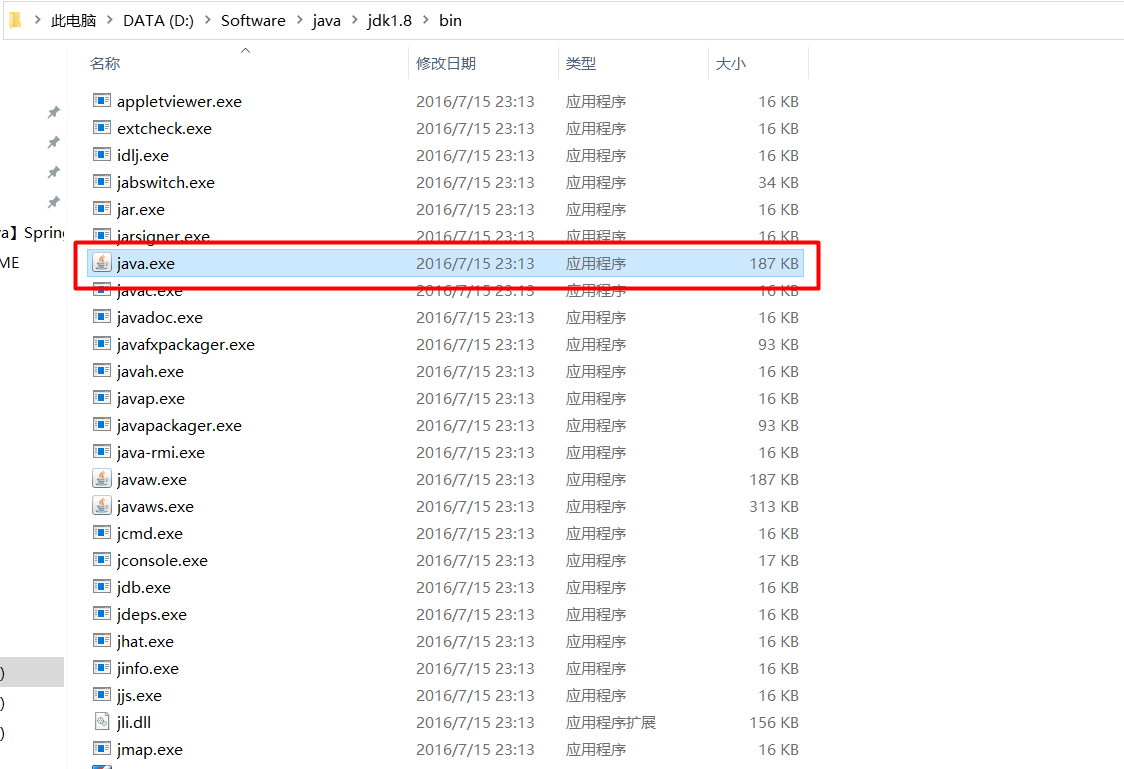 此电脑 > DATA (D:) > Software > java > jdk1.8 > bin
名称 修改日期 类型 大小
appletviewer.exe 2016/7/15 23:13 应用程序 16 KB
extcheck.exe 2016/7/15 23:13 应用程序 16 KB
idlj.exe 2016/7/15 23:13 应用程序 16 KB
jabswitch.exe 2016/7/15 23:13 应用程序 34 KB
jar.exe 2016/7/15 23:13 应用程序 16 KB
a】Spring
jarsigner.exe 2016/7/15 23:13 应用程序 16 KB
ME
java.exe 2016/7/15 23:13 应用程序 187 KB
javac.exe 2016/7/15 23:13 应用程序 16 KB
javadoc.exe 2016/7/15 23:13 应用程序 16 KB
javafxpackager.exe 2016/7/15 23:13 应用程序 93 KB
javah.exe 2016/7/15 23:13 应用程序 16 KB
javap.exe 2016/7/15 23:13 应用程序 16 KB
javapackager.exe 2016/7/15 23:13 应用程序 93 KB
java-rmi.exe 2016/7/15 23:13 应用程序 16 KB
javaw.exe 2016/7/15 23:13 应用程序 187 KB
javaws.exe 2016/7/15 23:13 应用程序 313 KB
jcmd.exe 2016/7/15 23:13 应用程序 16 KB
jconsole.exe 2016/7/15 23:13 应用程序 17 KB
jdb.exe 2016/7/15 23:13 应用程序 16 KB
jdeps.exe 2016/7/15 23:13 应用程序 16 KB
jhat.exe 2016/7/15 23:13 应用程序 16 KB
jinfo.exe 2016/7/15 23:13 应用程序 16 KB
)
jjs.exe 2016/7/15 23:13 应用程序 16 KB
)
jli.dll 2016/7/15 23:13 应用程序扩展 156 KB
)
jmap.exe 2016/7/15 23:13 应用程序 16 KB